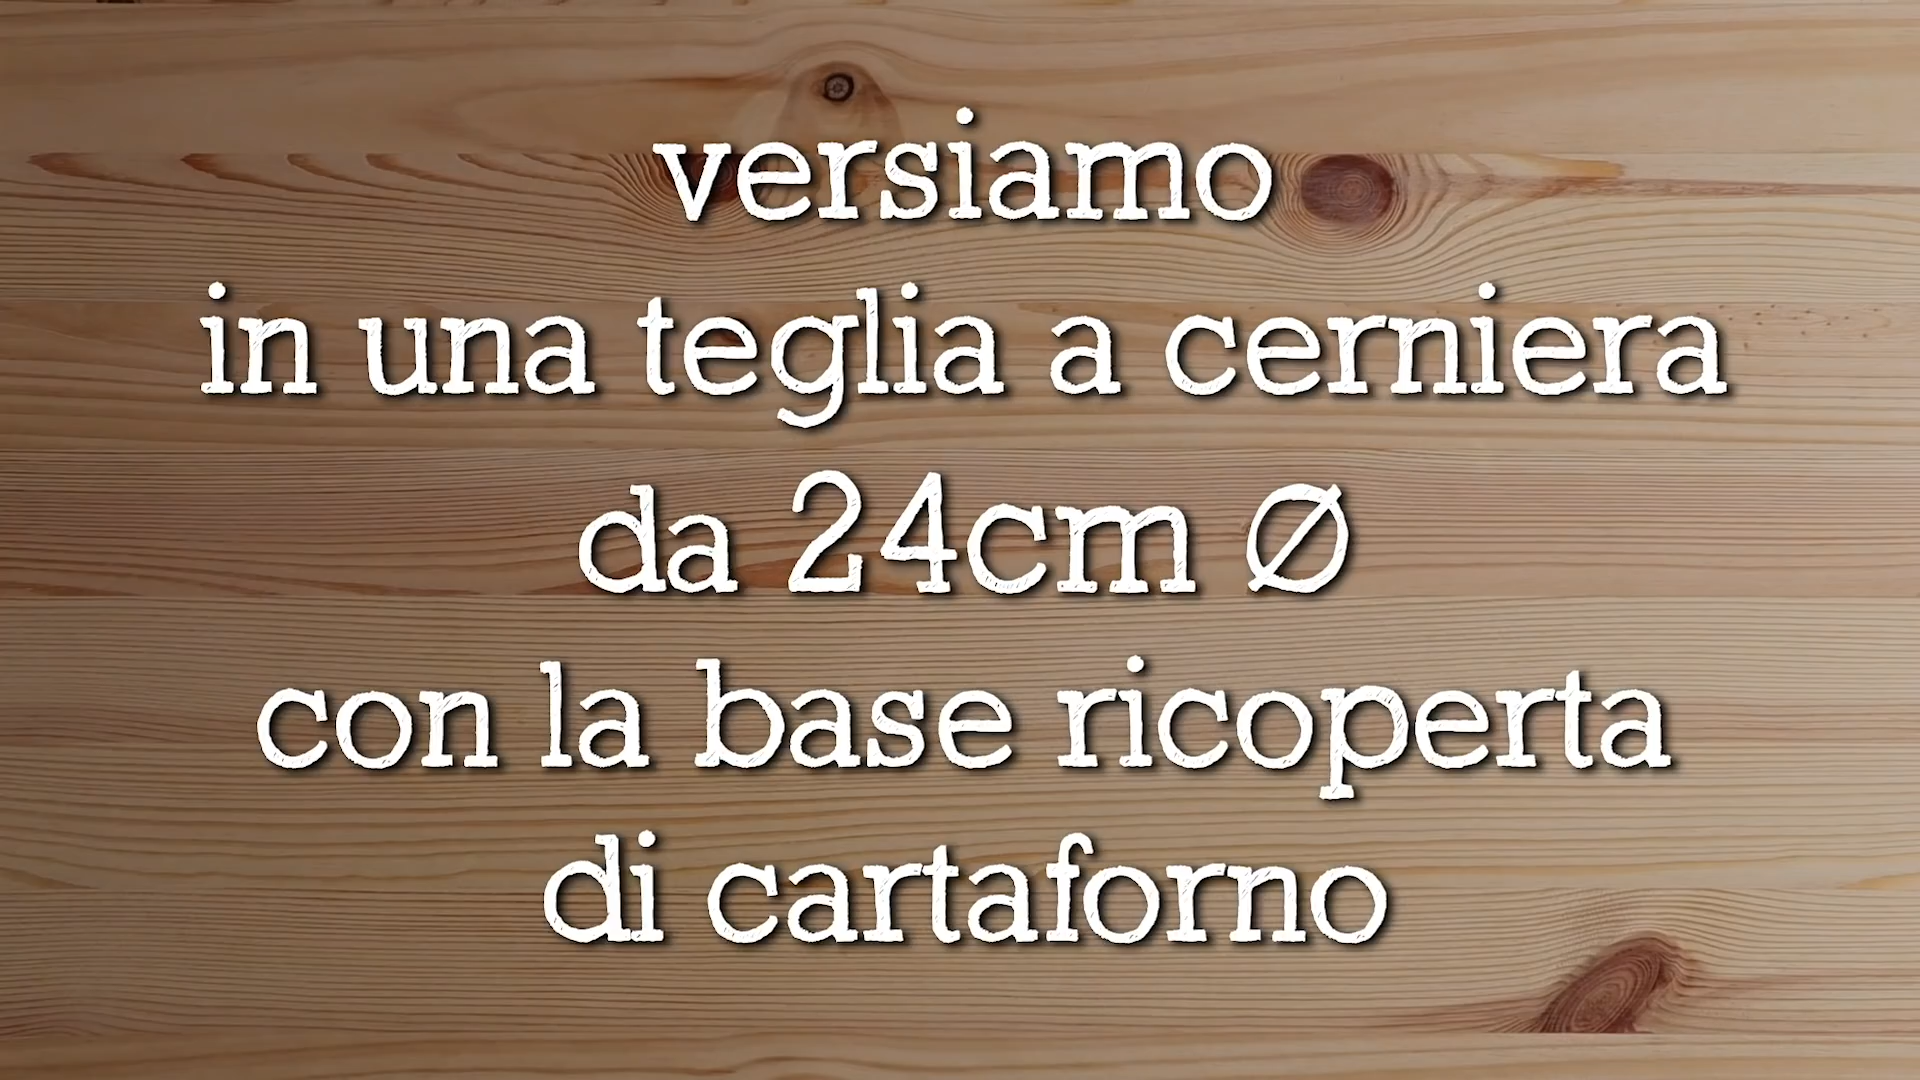 versiamo
in una teglia a cerniera
da 24cm Ø
con la base ricoperta
di cartaforno